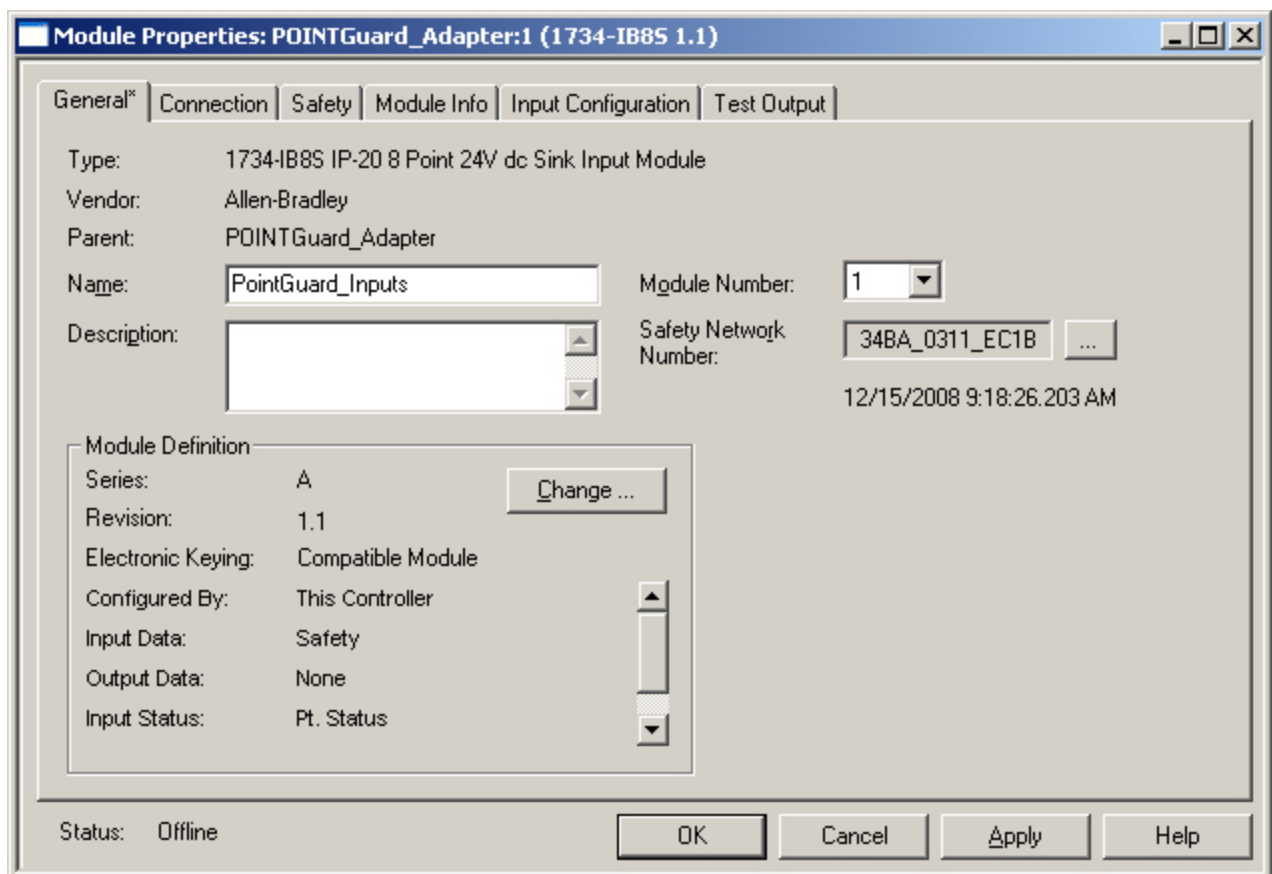 Module Properties: POINTGuard_Adapter:1 (1734-IB8S 1.1)
General* Connection Safety Module Info Input Configuration Test Output
Type: 1734-IB8S IP-20 8 Point 24V dc Sink Input Module
Vendor: Allen-Bradley
Parent: POINTGuard_Adapter
Name: PointGuard_Inputs Module Number: 1
Description: Safety Network Number: 34BA_0311_EC1B ...
12/15/2008 9:18:26.203 AM
Module Definition
Series: A Change ...
Revision: 1.1
Electronic Keying: Compatible Module
Configured By: This Controller
Input Data: Safety
Output Data: None
Input Status: Pt. Status
Status: Offline OK Cancel Apply Help